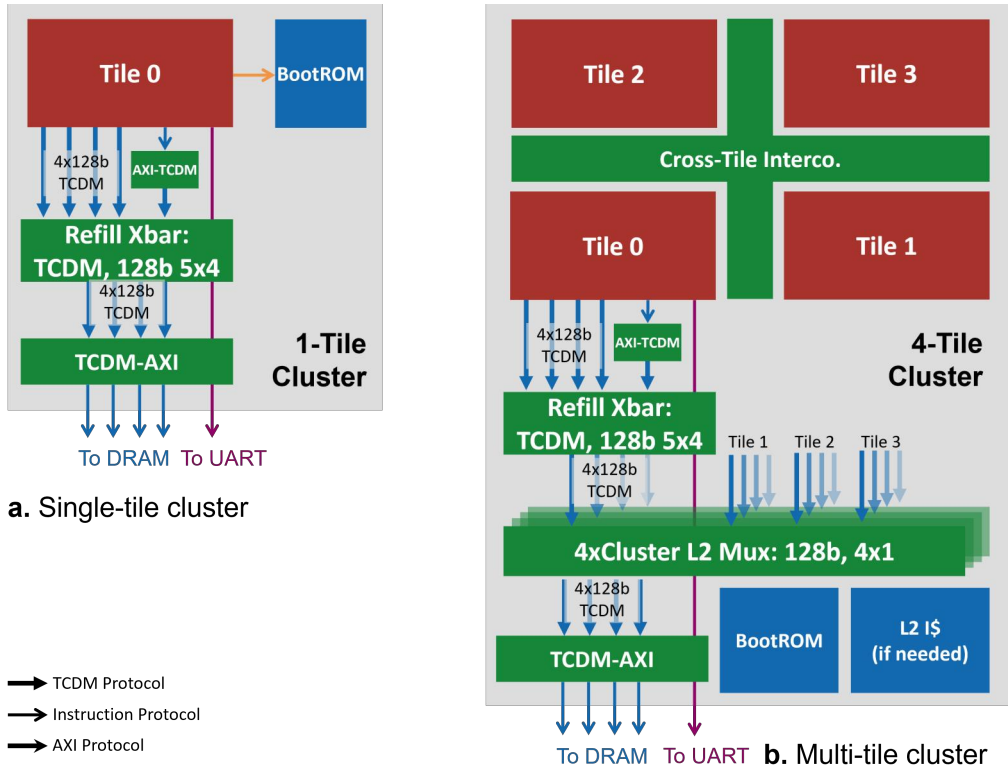 Tile 0
BootROM
4x128b
TCDM
AXI-TCDM
Refill Xbar:
TCDM, 128b 5x4
4x128b
TCDM
TCDM-AXI
1-Tile
Cluster
To DRAM
To UART
a. Single-tile cluster
TCDM Protocol
Instruction Protocol
AXI Protocol
Tile 2
Tile 3
Cross-Tile Interco.
Tile 0
Tile 1
4x128b
TCDM
AXI-TCDM
4-Tile
Cluster
Refill Xbar:
TCDM, 128b 5x4
4x128b
TCDM
Tile 1
Tile 2
Tile 3
4xCluster L2 Mux: 128b, 4x1
4x128b
TCDM
TCDM-AXI
BootROM
L2 I$
(if needed)
To DRAM
To UART
b. Multi-tile cluster